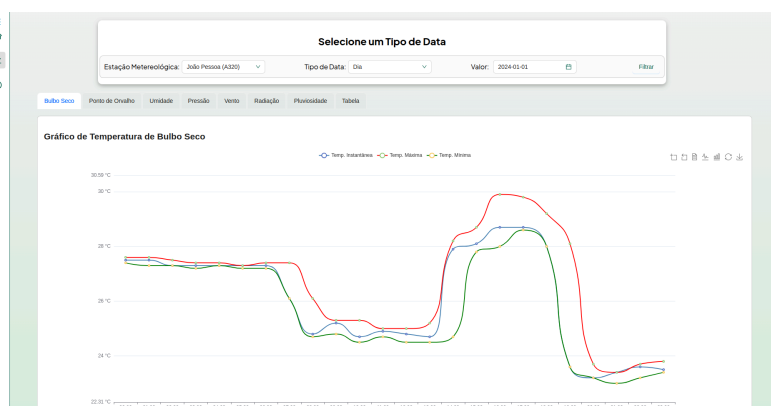 Selecione um Tipo de Data
Estação Metereológica: João Pessoa (A320) Tipo de Data: Dia Valor: 2024-01-01 Filtrar
Bulbo Seco Ponto de Orvalho Umidade Pressão Vento Radiação Pluviosidade Tabela
Gráfico de Temperatura de Bulbo Seco
Temp. Instantânea Temp. Máxima Temp. Mínima
30.59 °C
30 °C
28 °C
26 °C
24 °C
22.31 °C